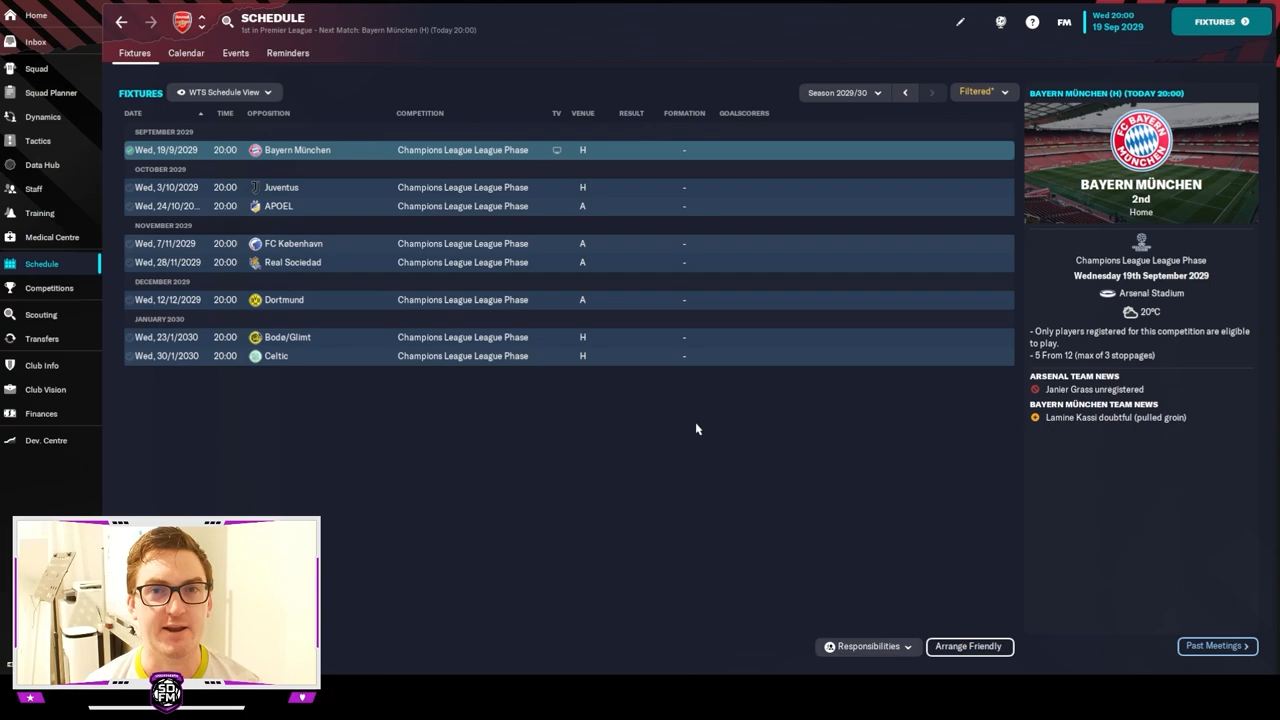 Home
Inbox
Squad
Squad Planner
Dynamics
Tactics
Data Hub
Staff
Training
Medical Centre
Schedule
Competitions
Scouting
Transfers
Club Info
Club Vision
Finances
Dev. Centre
SCHEDULE
1st in Premier League - Next Match: Bayern München (H) (Today 20:00)
FM
Wed 20:00
19 Sep 2029
FIXTURES
Fixtures Calendar Events Reminders
FIXTURES WTS Schedule View Season 2029/30 Filtered*
DATE TIME OPPOSITION COMPETITION TV VENUE RESULT FORMATION GOALSCORERS
SEPTEMBER 2029
Wed, 19/9/2029 20:00 Bayern München Champions League League Phase H -
OCTOBER 2029
Wed, 3/10/2029 20:00 Juventus Champions League League Phase H -
Wed, 24/10/20... 20:00 APOEL Champions League League Phase A -
NOVEMBER 2029
Wed, 7/11/2029 20:00 FC København Champions League League Phase A -
Wed, 28/11/2029 20:00 Real Sociedad Champions League League Phase A -
DECEMBER 2029
Wed, 12/12/2029 20:00 Dortmund Champions League League Phase A -
JANUARY 2030
Wed, 23/1/2030 20:00 Bodø/Glimt Champions League League Phase H -
Wed, 30/1/2030 20:00 Celtic Champions League League Phase H -
BAYERN MÜNCHEN (H) (TODAY 20:00)
FC BAYERN
MÜNCHEN
BAYERN MÜNCHEN
2nd
Home
Champions League League Phase
Wednesday 19th September 2029
Arsenal Stadium
20ºC
- Only players registered for this competition are eligible
to play.
- 5 From 12 (max of 3 stoppages)
ARSENAL TEAM NEWS
Janier Grass unregistered
BAYERN MÜNCHEN TEAM NEWS
Lamine Kassi doubtful (pulled groin)
Responsibilities
Arrange Friendly
Past Meetings >
SDFM